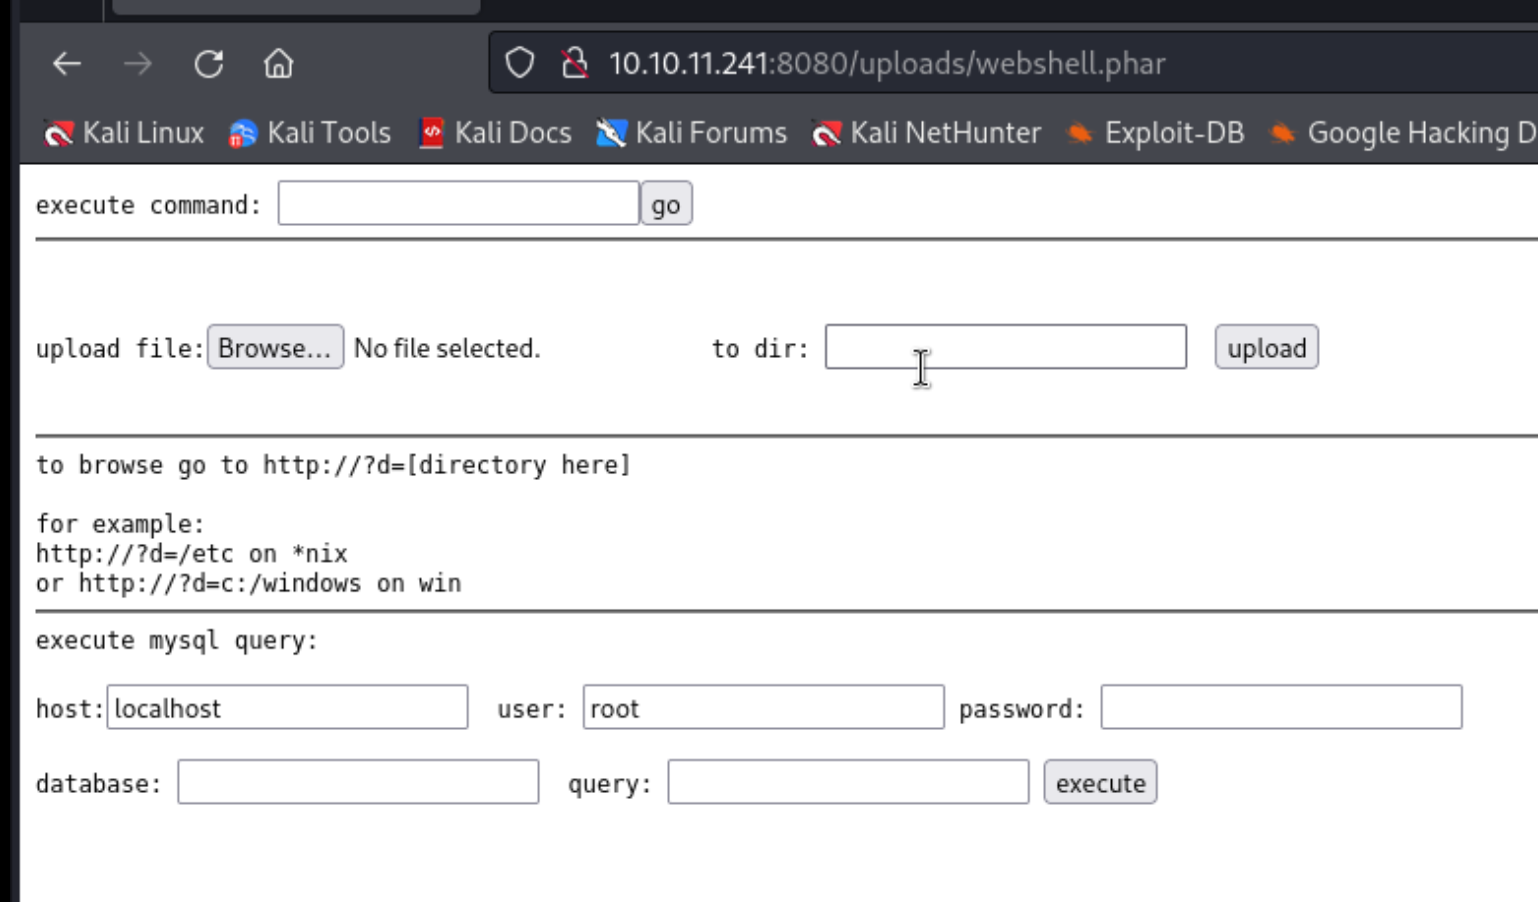 10.10.11.241:8080/uploads/webshell.phar
Kali Linux Kali Tools Kali Docs Kali Forums Kali NetHunter Exploit-DB Google Hacking D
execute command: go
upload file: Browse... No file selected. to dir: upload
to browse go to http://?d=[directory here]
for example:
http://?d=/etc on *nix
or http://?d=c:/windows on win
execute mysql query:
host: localhost user: root password:
database: query: execute